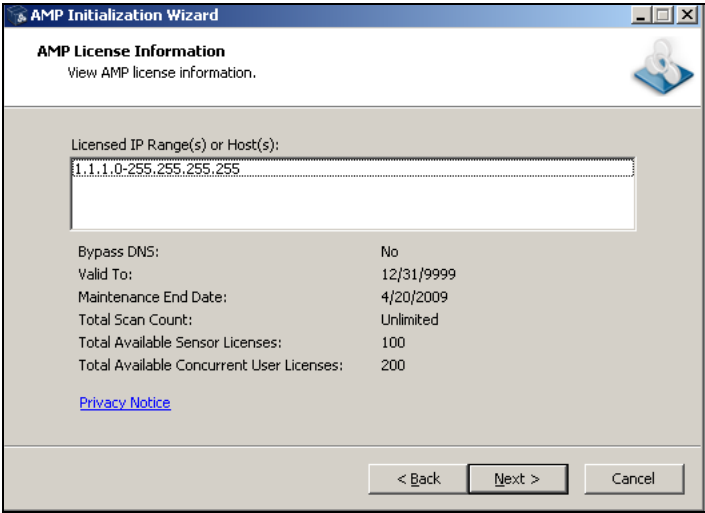 AMP Initialization Wizard
AMP License Information
View AMP license information.
Licensed IP Range(s) or Host(s):
1.1.1.0-255.255.255.255
Bypass DNS: No
Valid To: 12/31/9999
Maintenance End Date: 4/20/2009
Total Scan Count: Unlimited
Total Available Sensor Licenses: 100
Total Available Concurrent User Licenses: 200
Privacy Notice
< Back Next > Cancel